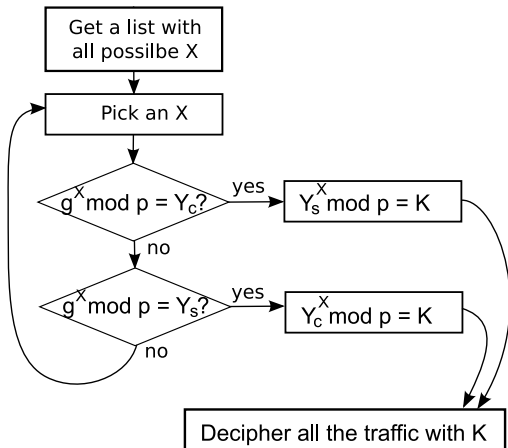 Get a list with
all possilbe X
Pick an X
g^X mod p = Y_c?
yes
Y_s^X mod p = K
no
g^X mod p = Y_s?
yes
Y_c^X mod p = K
no
Decipher all the traffic with K